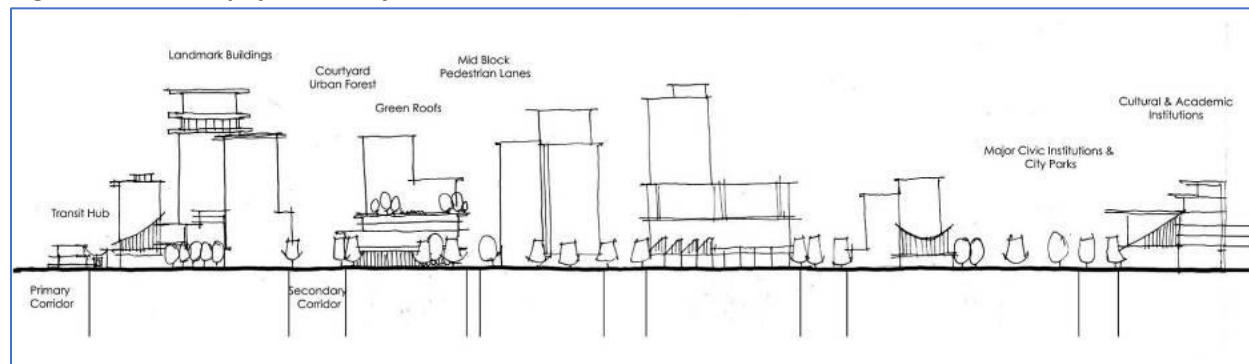 Landmark Buildings
Courtyard
Urban Forest
Green Roofs
Mid Block
Pedestrian Lanes
Cultural & Academic
Institutions
Major Civic Institutions &
City Parks
Transit Hub
Primary
Corridor
Secondary
Corridor